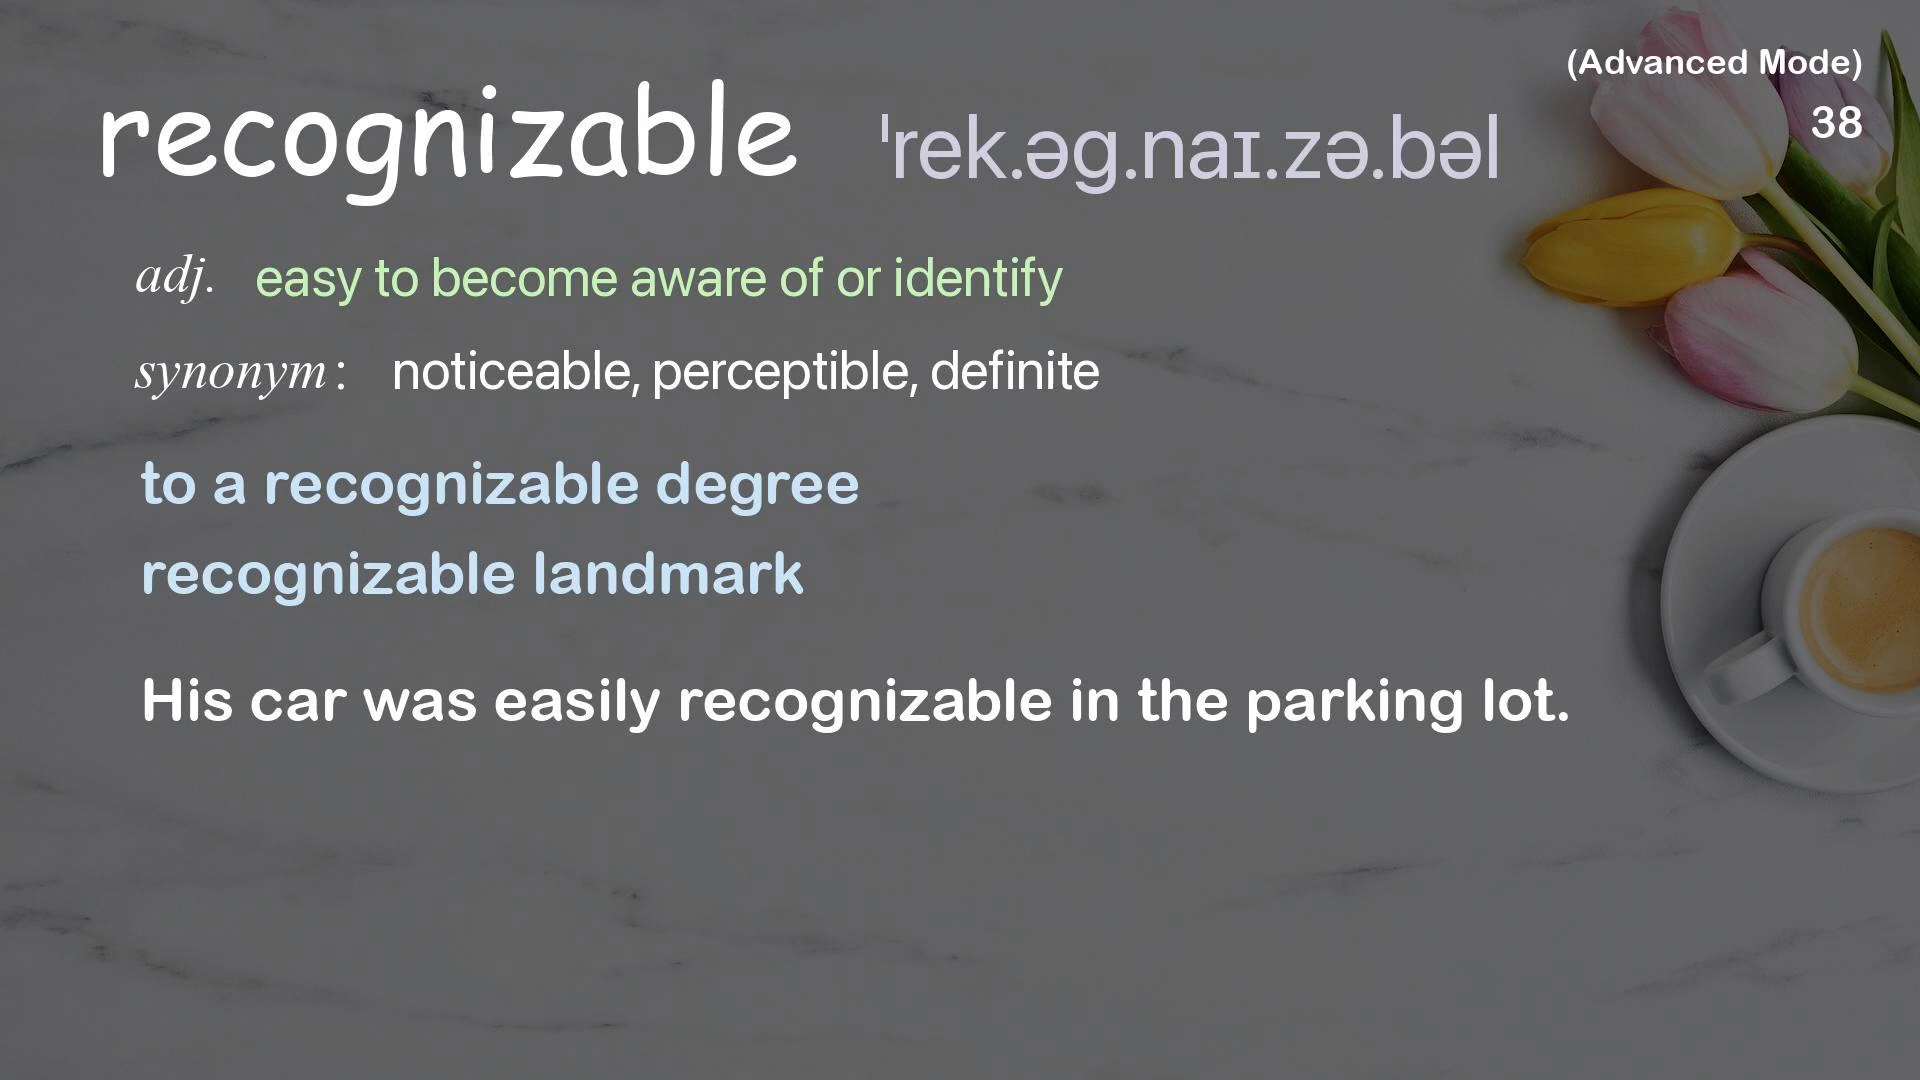 (Advanced Mode)
38
recognizable ˈrek.əg.naɪ.zə.bəl
adj. easy to become aware of or identify
synonym: noticeable, perceptible, definite
to a recognizable degree
recognizable landmark
His car was easily recognizable in the parking lot.